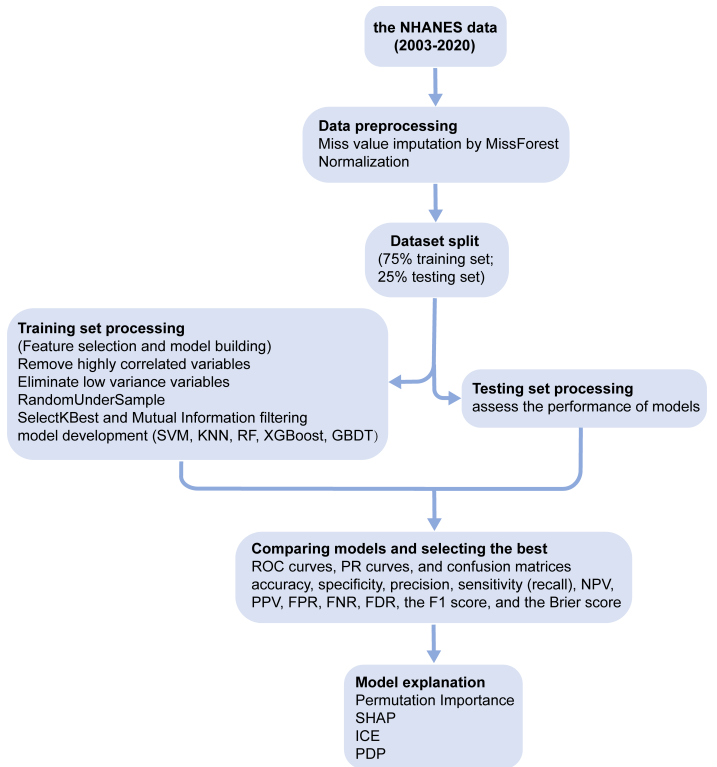 the NHANES data
(2003-2020)
Data preprocessing
Miss value imputation by MissForest
Normalization
Dataset split
(75% training set;
25% testing set)
Training set processing
(Feature selection and model building)
Remove highly correlated variables
Eliminate low variance variables
RandomUnderSample
SelectKBest and Mutual Information filtering
model development (SVM, KNN, RF, XGBoost, GBDT)
Testing set processing
assess the performance of models
Comparing models and selecting the best
ROC curves, PR curves, and confusion matrices
accuracy, specificity, precision, sensitivity (recall), NPV,
PPV, FPR, FNR, FDR, the F1 score, and the Brier score
Model explanation
Permutation Importance
SHAP
ICE
PDP